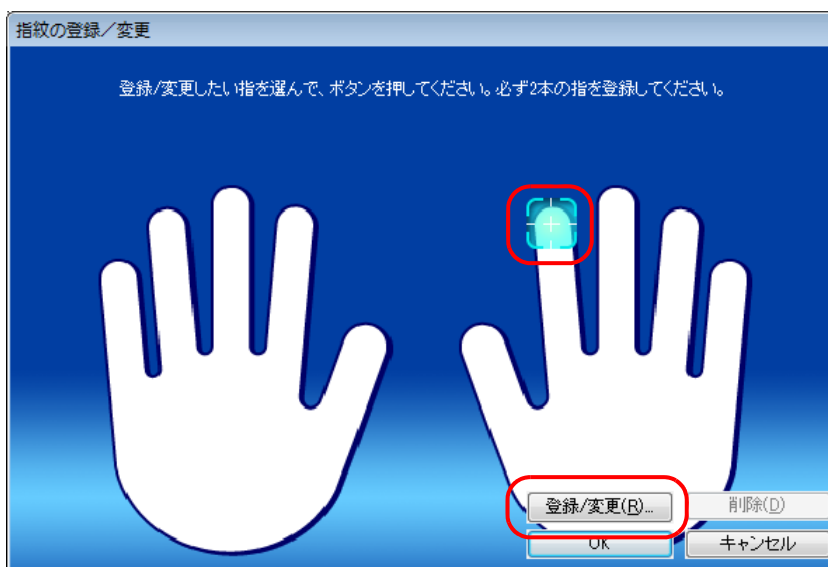 指紋の登録／変更
登録/変更したい指を選んで、ボタンを押してください。必ず2本の指を登録してください。
登録/変更(R)...
削除(D)
OK
キャンセル